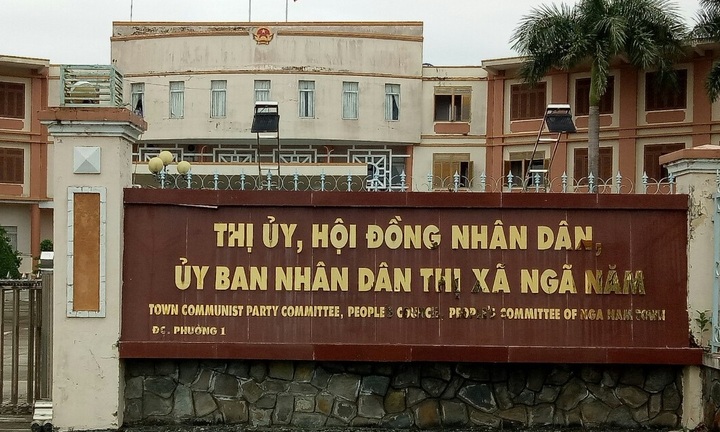 THỊ ỦY, HỘI ĐỒNG NHÂN DÂN,
ỦY BAN NHÂN DÂN THỊ XÃ NGÃ NĂM
TOWN COMMUNIST PARTY COMMITTEE, PEOPLE'S COUNCIL, PEOPLE'S COMMITTEE OF NGA NAM TOWN
ĐC. PHƯỜNG 1